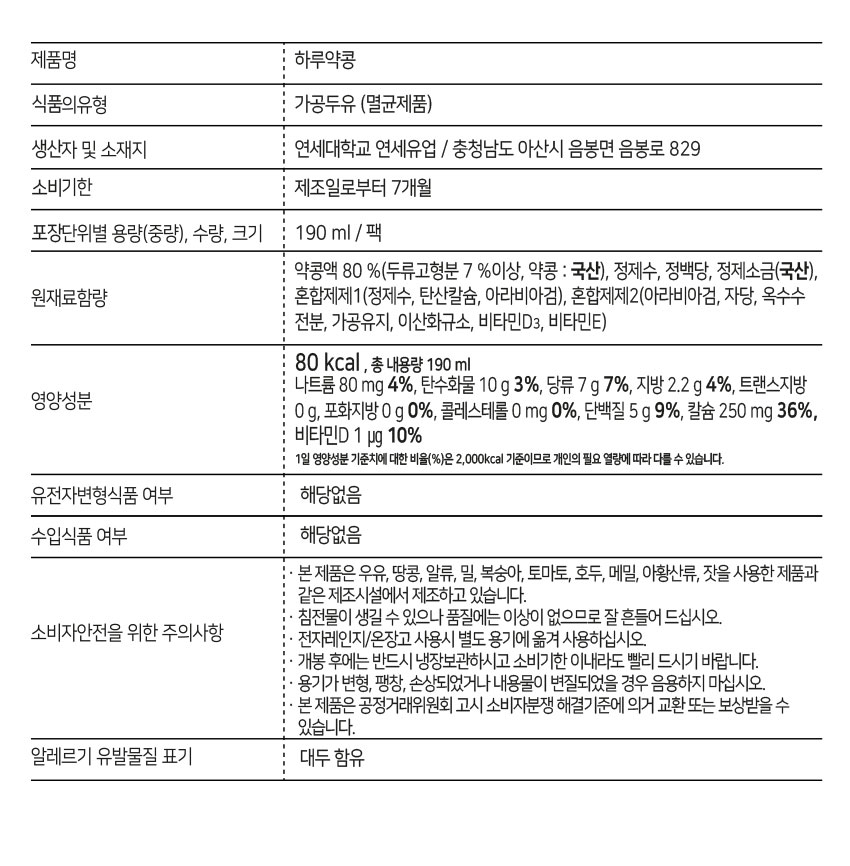 제품명 하루약콩
식품의유형 가공두유 (멸균제품)
생산자 및 소재지 연세대학교 연세유업 / 충청남도 아산시 음봉면 음봉로 829
소비기한 제조일로부터 7개월
포장단위별 용량(중량), 수량, 크기 190 ml / 팩
원재료함량
약콩액 80 %(두류고형분 7 %이상, 약콩 : 국산), 정제수, 정백당, 정제소금(국산),
혼합제제1(정제수, 탄산칼슘, 아라비아검), 혼합제제2(아라비아검, 자당, 옥수수
전분, 가공유지, 이산화규소, 비타민D3, 비타민E)
영양성분
80 kcal , 총 내용량 190 ml
나트륨 80 mg 4%, 탄수화물 10 g 3%, 당류 7 g 7%, 지방 2.2 g 4%, 트랜스지방
0 g, 포화지방 0 g 0%, 콜레스테롤 0 mg 0%, 단백질 5 g 9%, 칼슘 250 mg 36%,
비타민D 1 µg 10%
1일 영양성분 기준치에 대한 비율(%)은 2,000kcal 기준이므로 개인의 필요 열량에 따라 다를 수 있습니다.
유전자변형식품 여부 해당없음
수입식품 여부 해당없음
소비자안전을 위한 주의사항
· 본 제품은 우유, 땅콩, 알류, 밀, 복숭아, 토마토, 호두, 메밀, 아황산류, 잣을 사용한 제품과
같은 제조시설에서 제조하고 있습니다.
· 침전물이 생길 수 있으나 품질에는 이상이 없으므로 잘 흔들어 드십시오.
· 전자레인지/온장고 사용시 별도 용기에 옮겨 사용하십시오.
· 개봉 후에는 반드시 냉장보관하시고 소비기한 이내라도 빨리 드시기 바랍니다.
· 용기가 변형, 팽창, 손상되었거나 내용물이 변질되었을 경우 음용하지 마십시오.
· 본 제품은 공정거래위원회 고시 소비자분쟁 해결기준에 의거 교환 또는 보상받을 수
있습니다.
알레르기 유발물질 표기 대두 함유